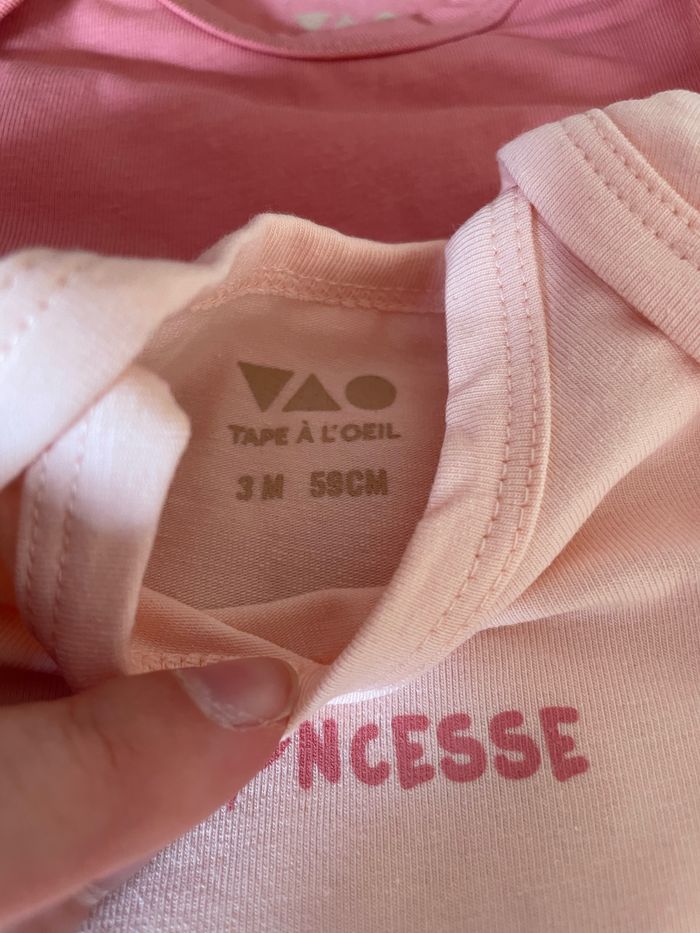 TAPE À L'OEIL
3 M 59CM
NCESSE